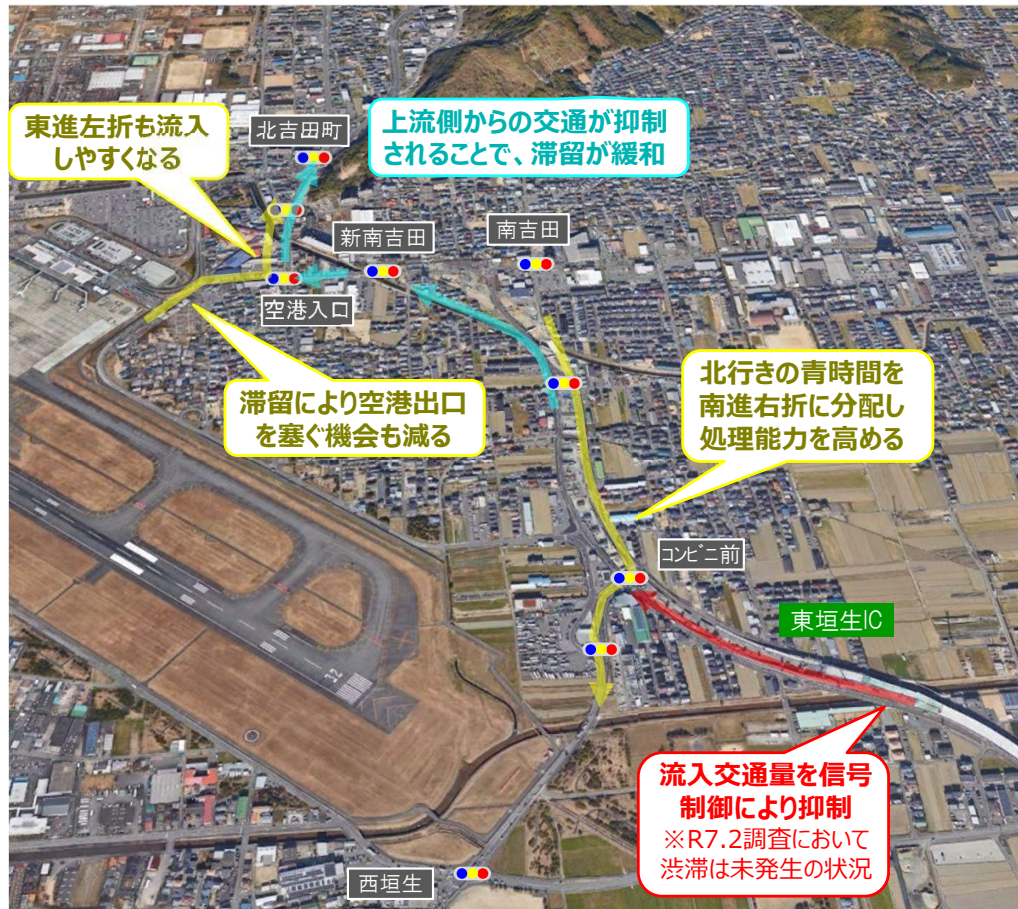 東進左折も流入
しやすくなる
北吉田町
上流側からの交通が抑制
されることで、滞留が緩和
新南吉田
南吉田
空港入口
滞留により空港出口
を塞ぐ機会も減る
北行きの青時間を
南進右折に分配し
処理能力を高める
コンビニ前
東垣生IC
32
流入交通量を信号
制御により抑制
※R7.2調査において
渋滞は未発生の状況
西垣生